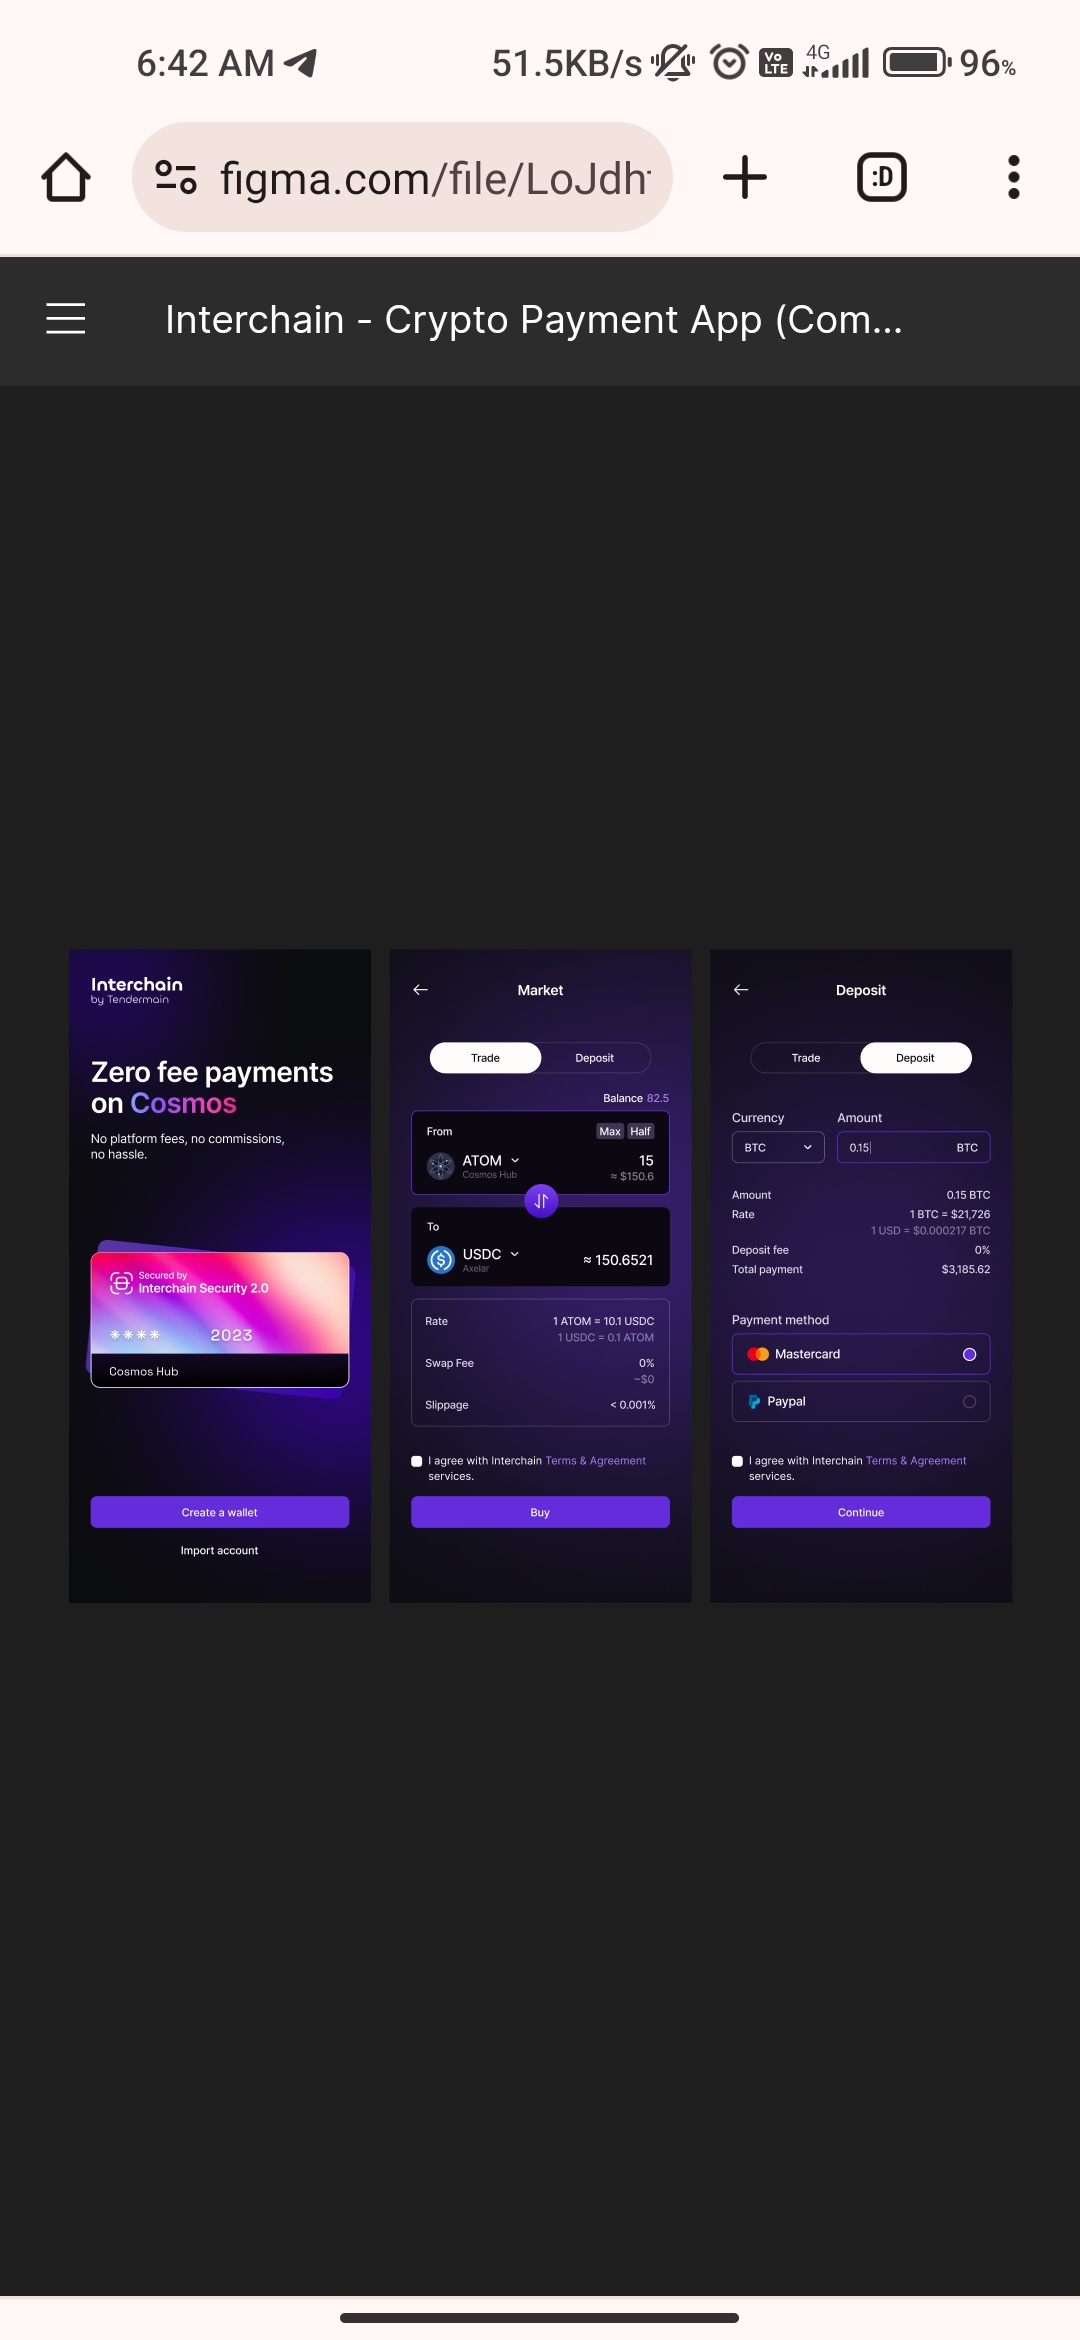 6:42 AM
51.5KB/s
Vo LTE
4G
96%
figma.com/file/LoJdh
:D
Interchain - Crypto Payment App (Com...
Interchain
by Tendermain
Zero fee payments
on Cosmos
No platform fees, no commissions,
no hassle.
Secured by
Interchain Security 2.0
**** 2023
Cosmos Hub
Create a wallet
Import account
Market
Trade Deposit
Balance 82.5
From Max Half
ATOM 15
Cosmos Hub ≈ $150.6
To
USDC ≈ 150.6521
Axelar
Rate 1 ATOM = 10.1 USDC
1 USDC = 0.1 ATOM
Swap Fee 0%
~$0
Slippage < 0.001%
I agree with Interchain Terms & Agreement
services.
Buy
Deposit
Trade Deposit
Currency Amount
BTC 0.15 BTC
Amount 0.15 BTC
Rate 1 BTC = $21,726
1 USD = $0.000217 BTC
Deposit fee 0%
Total payment $3,185.62
Payment method
Mastercard
Paypal
I agree with Interchain Terms & Agreement
services.
Continue